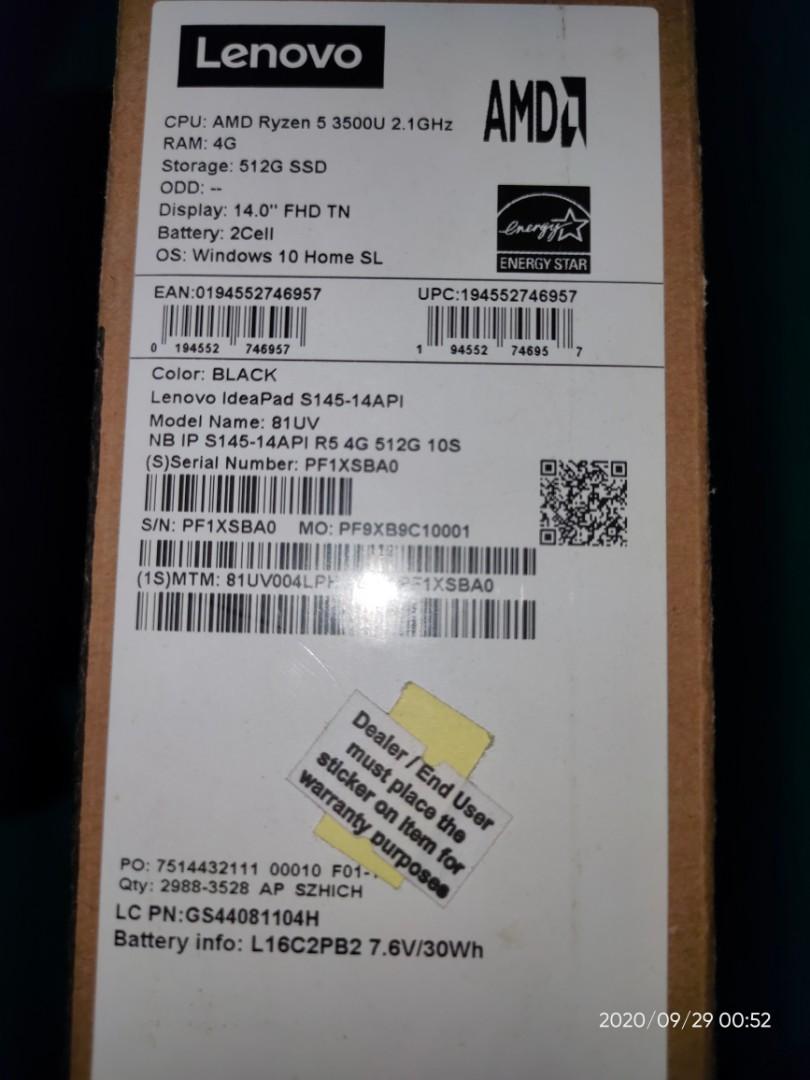 Lenovo
AMD
CPU: AMD Ryzen 5 3500U 2.1GHz
RAM: 4G
Storage: 512G SSD
ODD: --
Display: 14.0" FHD TN
Battery: 2Cell
OS: Windows 10 Home SL
energy
ENERGY STAR
EAN:0194552746957
UPC:194552746957
0 194552 746957
1 94552 74695 7
Color: BLACK
Lenovo IdeaPad S145-14API
Model Name: 81UV
NB IP S145-14API R5 4G 512G 10S
(S)Serial Number: PF1XSBA0
S/N: PF1XSBA0 MO: PF9XB9C10001
(1S)MTM: 81UV004LPH PF1XSBA0
Dealer / End User
must place the
sticker on item for
warranty purposes
PO: 7514432111 00010 F01-
Qty: 2988-3528 AP SZHICH
LC PN:GS44081104H
Battery info: L16C2PB2 7.6V/30Wh
2020/09/29 00:52